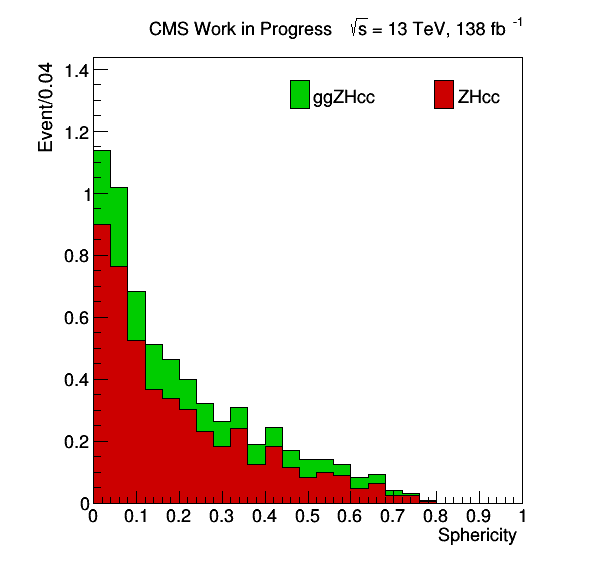 CMS Work in Progress √s = 13 TeV, 138 fb -1
Event/0.04
ggZHcc
ZHcc
1.4
1.2
1
0.8
0.6
0.4
0.2
0
0 0.1 0.2 0.3 0.4 0.5 0.6 0.7 0.8 0.9 1
Sphericity